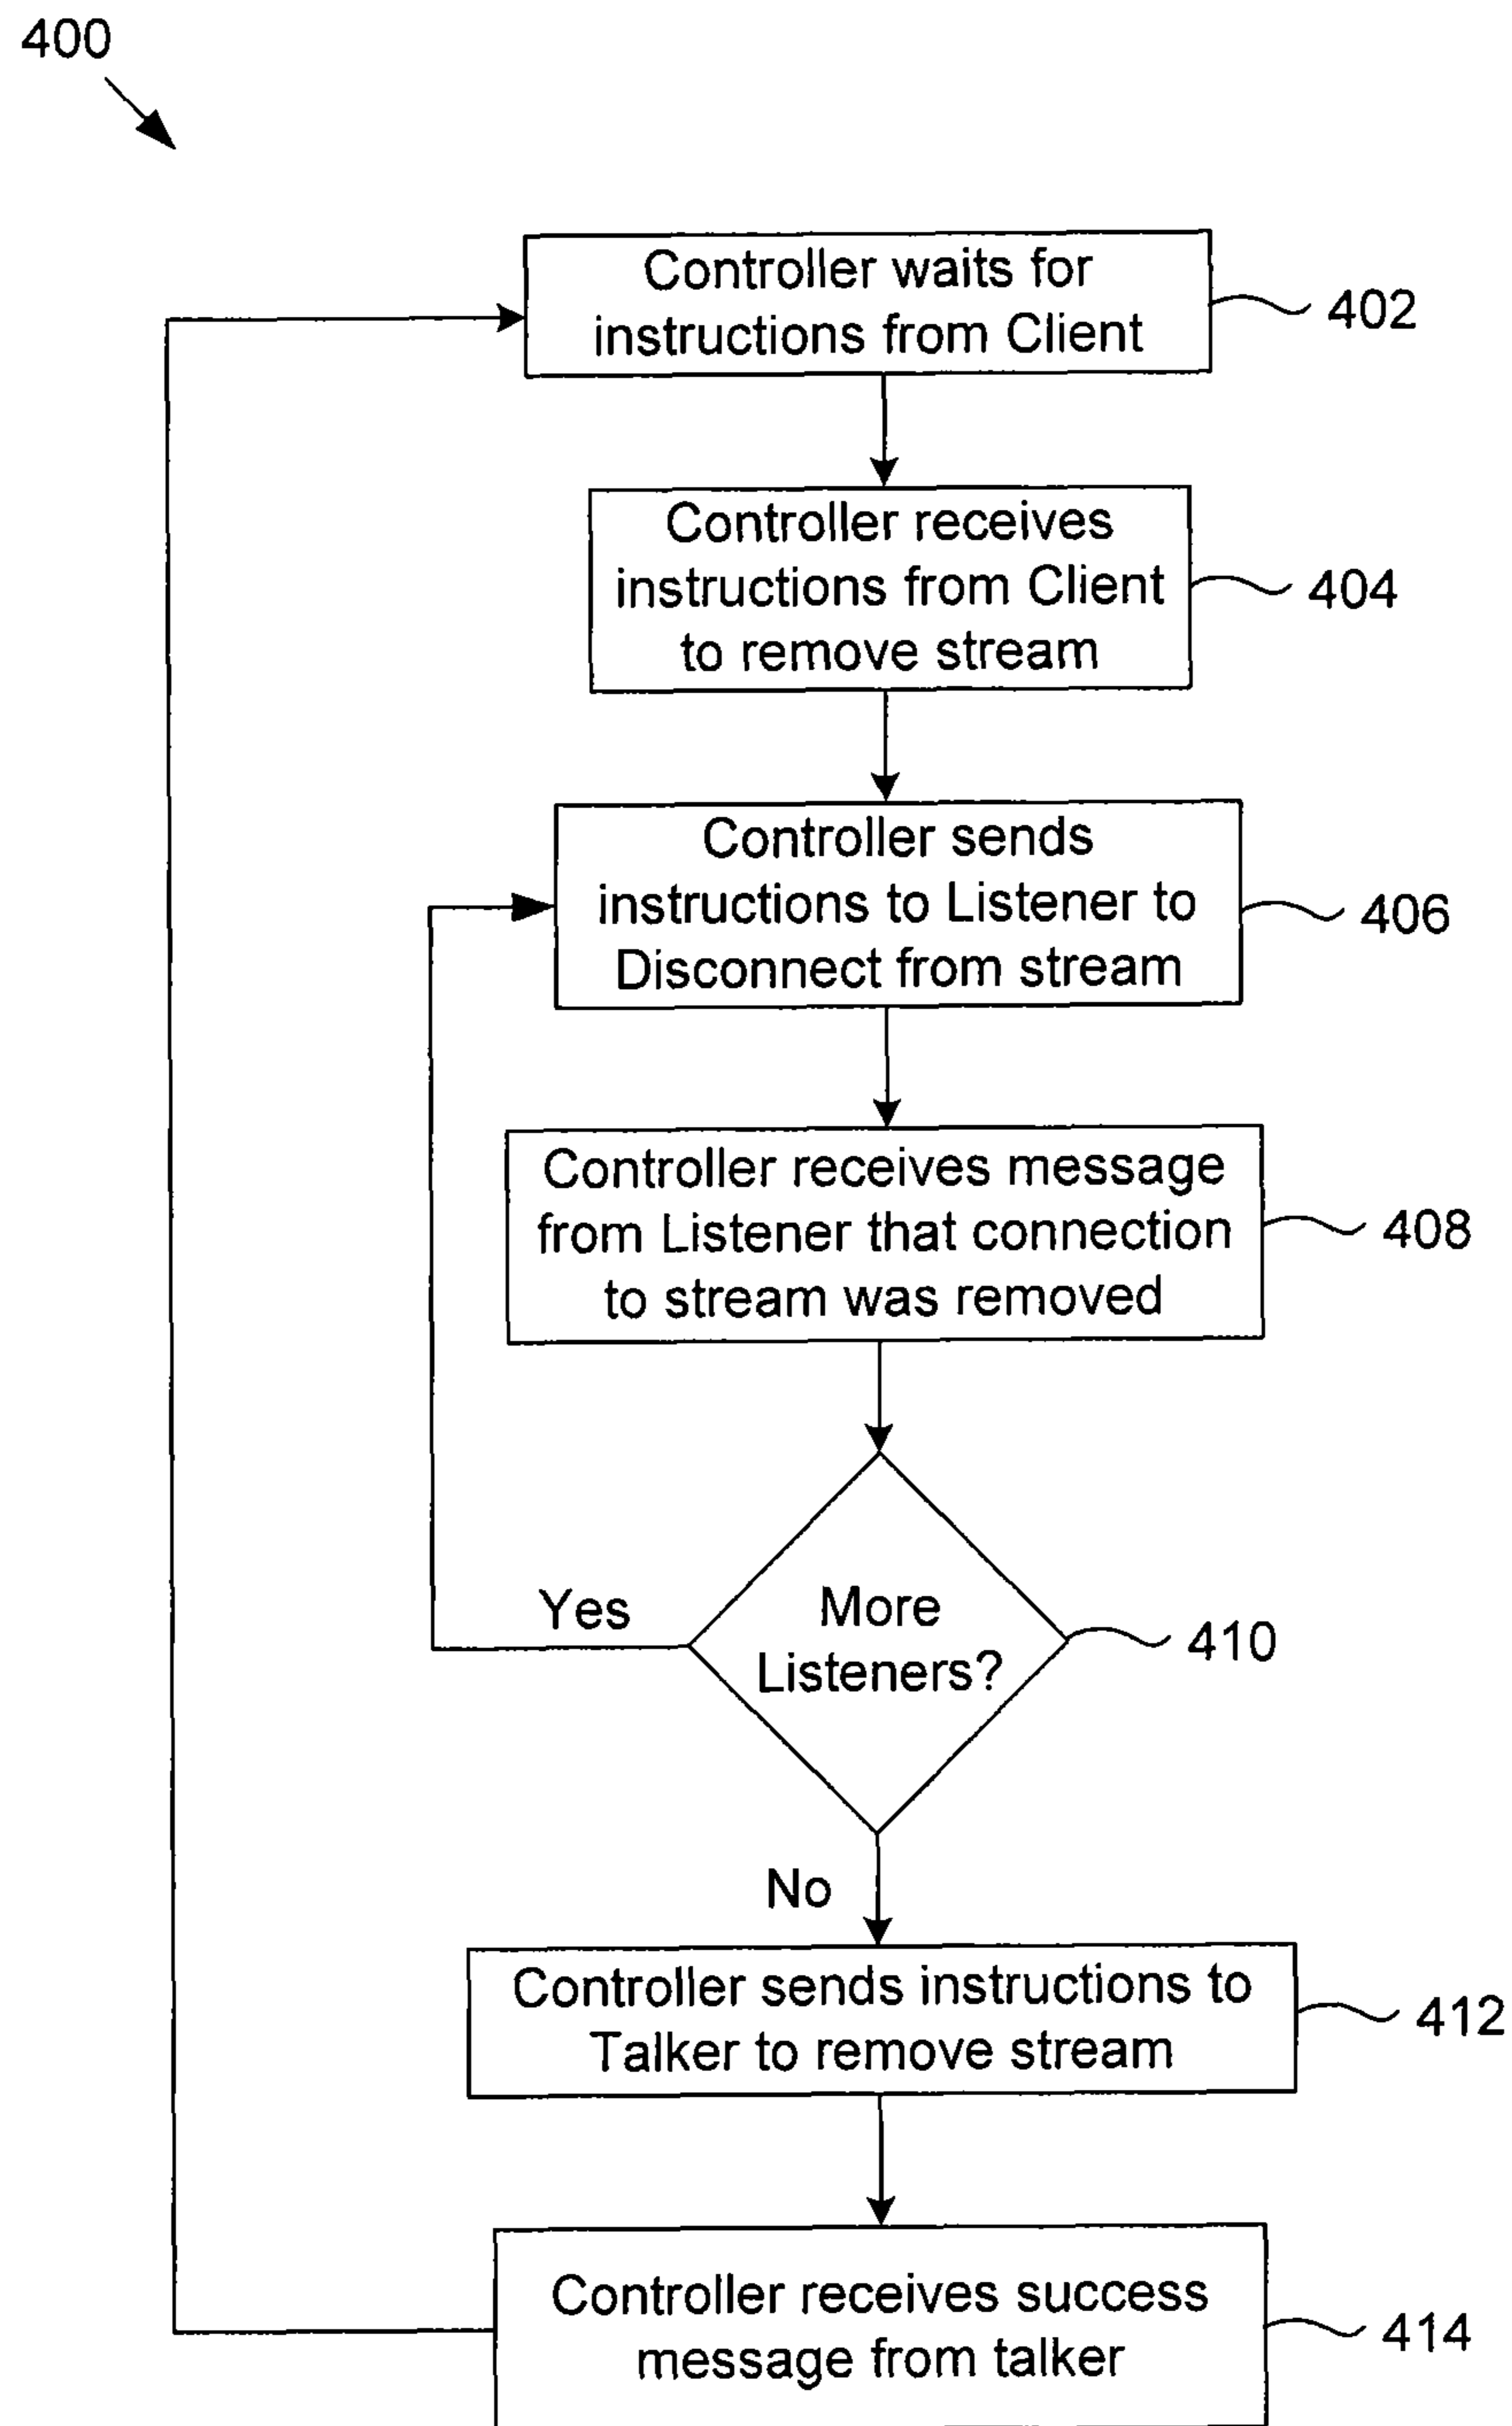 400
Controller waits for
instructions from Client
402
Controller receives
instructions from Client
to remove stream
404
Controller sends
instructions to Listener to
Disconnect from stream
406
Controller receives message
from Listener that connection
to stream was removed
408
More
Listeners?
410
Yes
No
Controller sends instructions to
Talker to remove stream
412
Controller receives success
message from talker
414